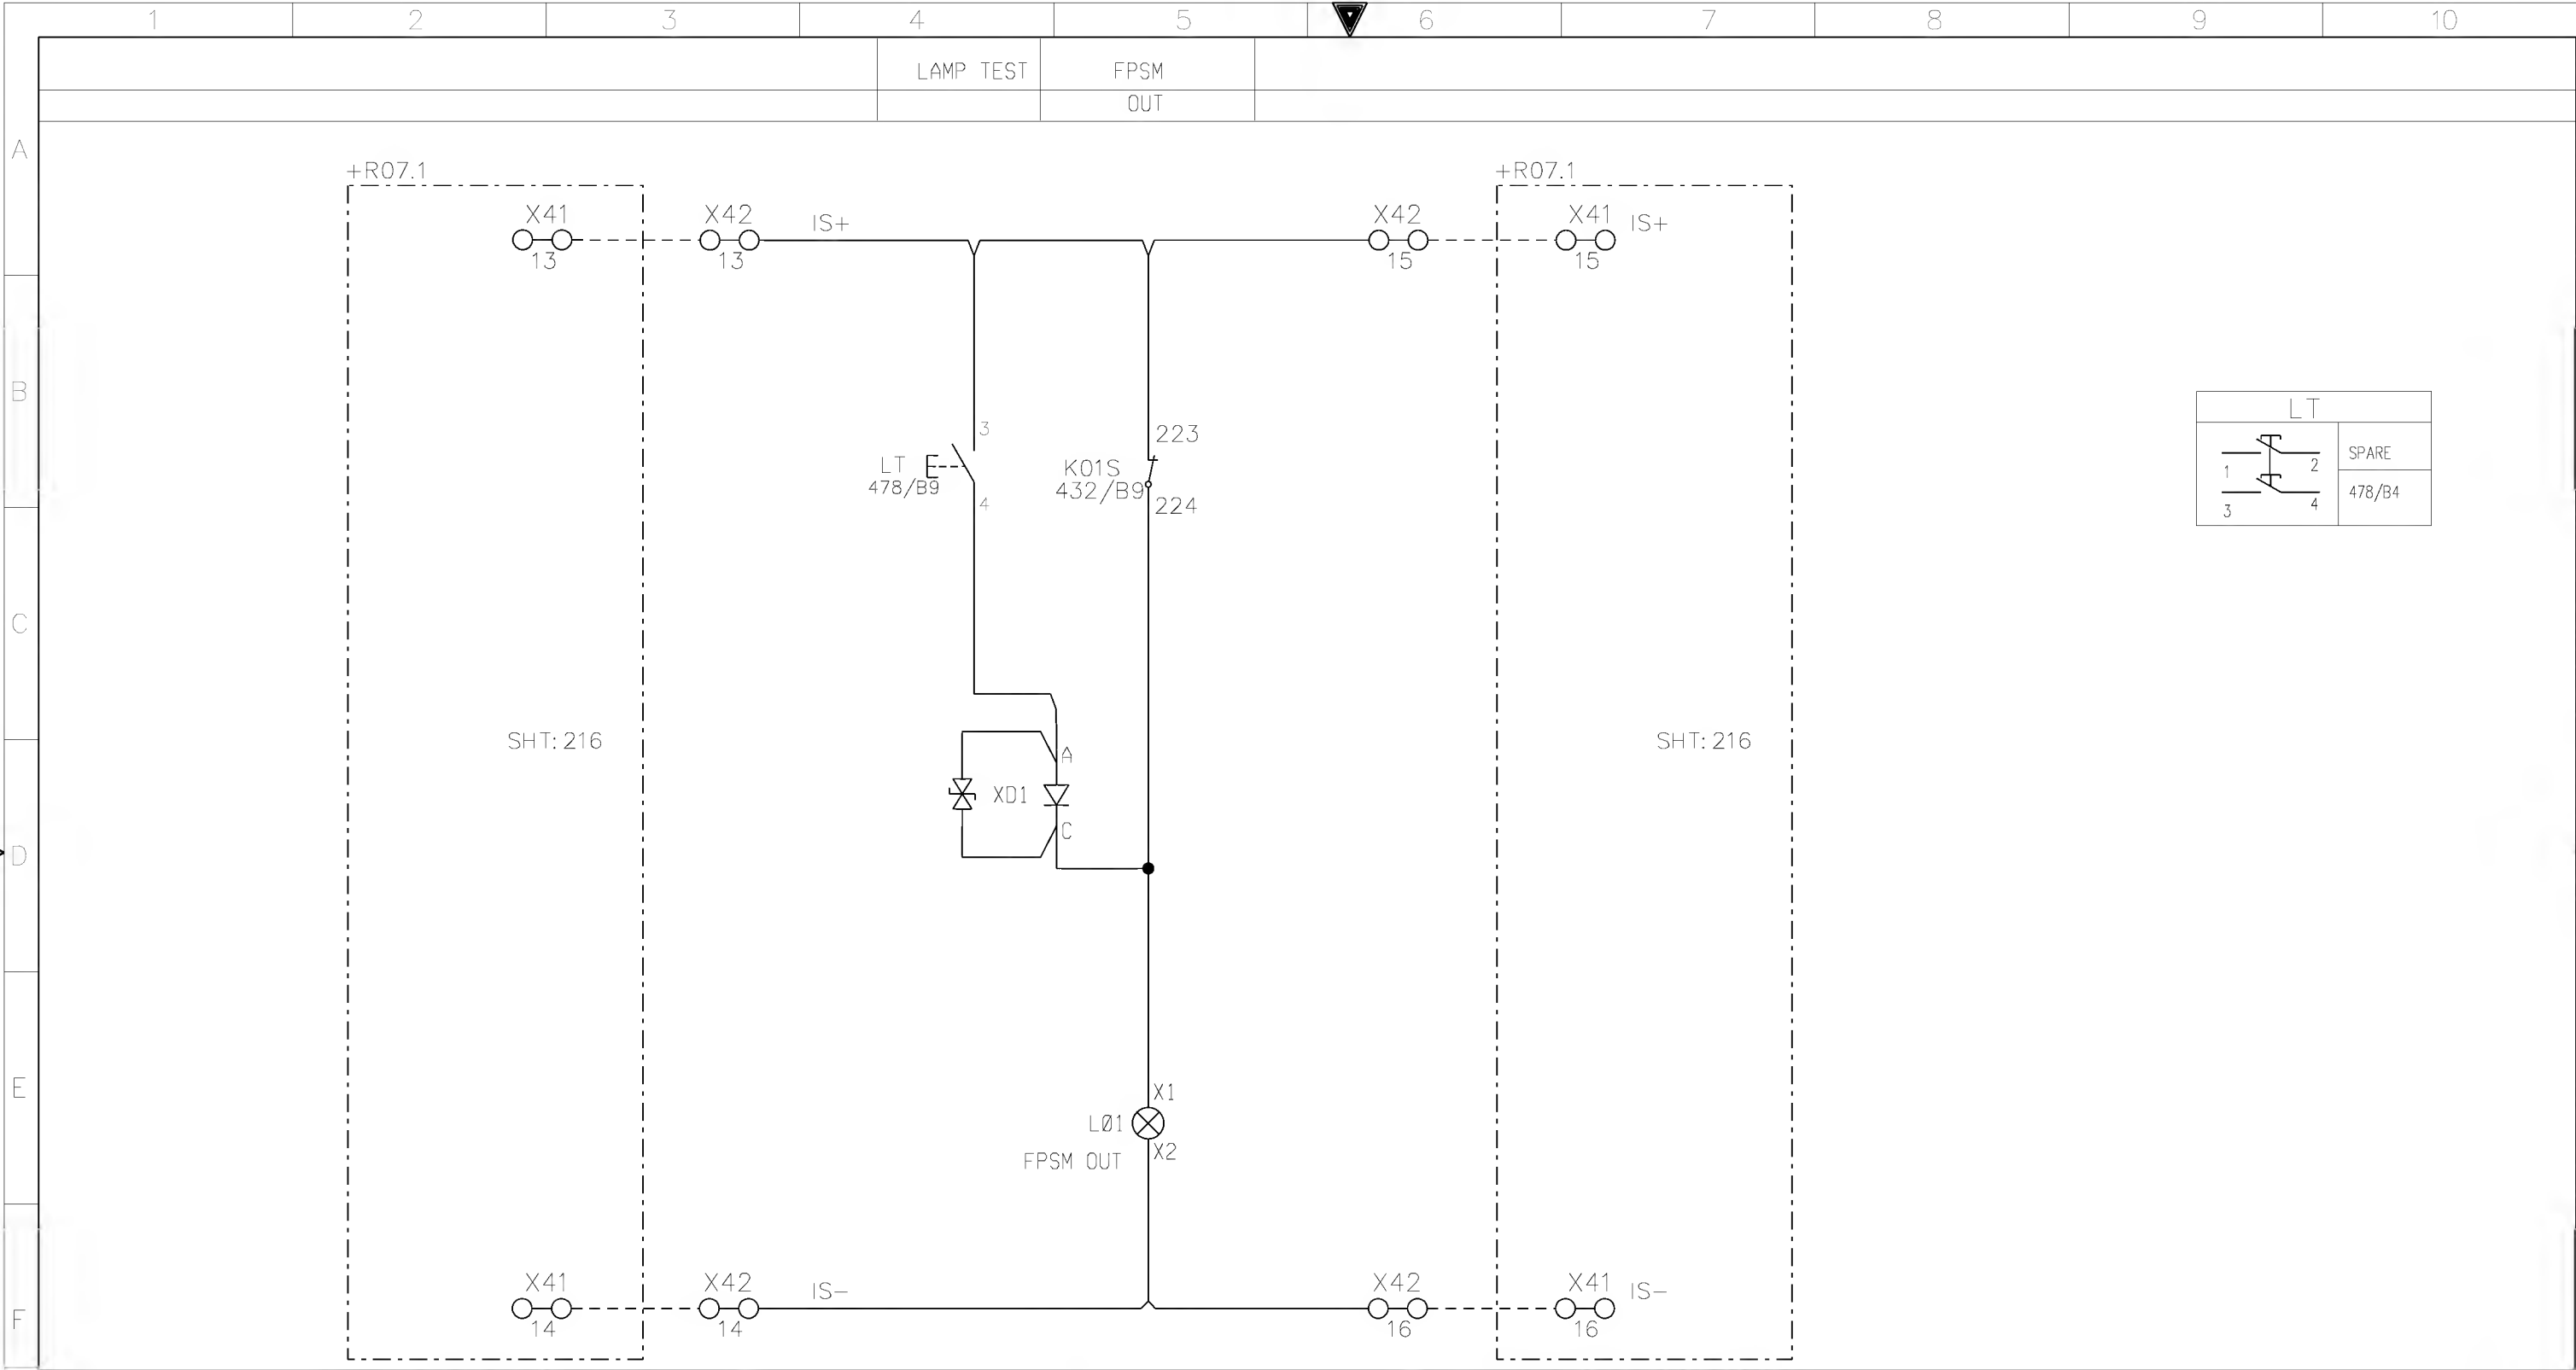 1 2 3 4 5 6 7 8 9 10
LAMP TEST FPSM
OUT
A
+R07.1 +R07.1
X41 X42 IS+ X42 X41 IS+
13 13 15 15
B
3 223
LT K01S
478/B9 432/B9
4 224
LT
1 2 SPARE
3 4 478/B4
C
SHT: 216 SHT: 216
A
XD1
C
D
E
X1
LØ1
X2
FPSM OUT
X41 X42 IS- X42 X41 IS-
F
14 14 16 16